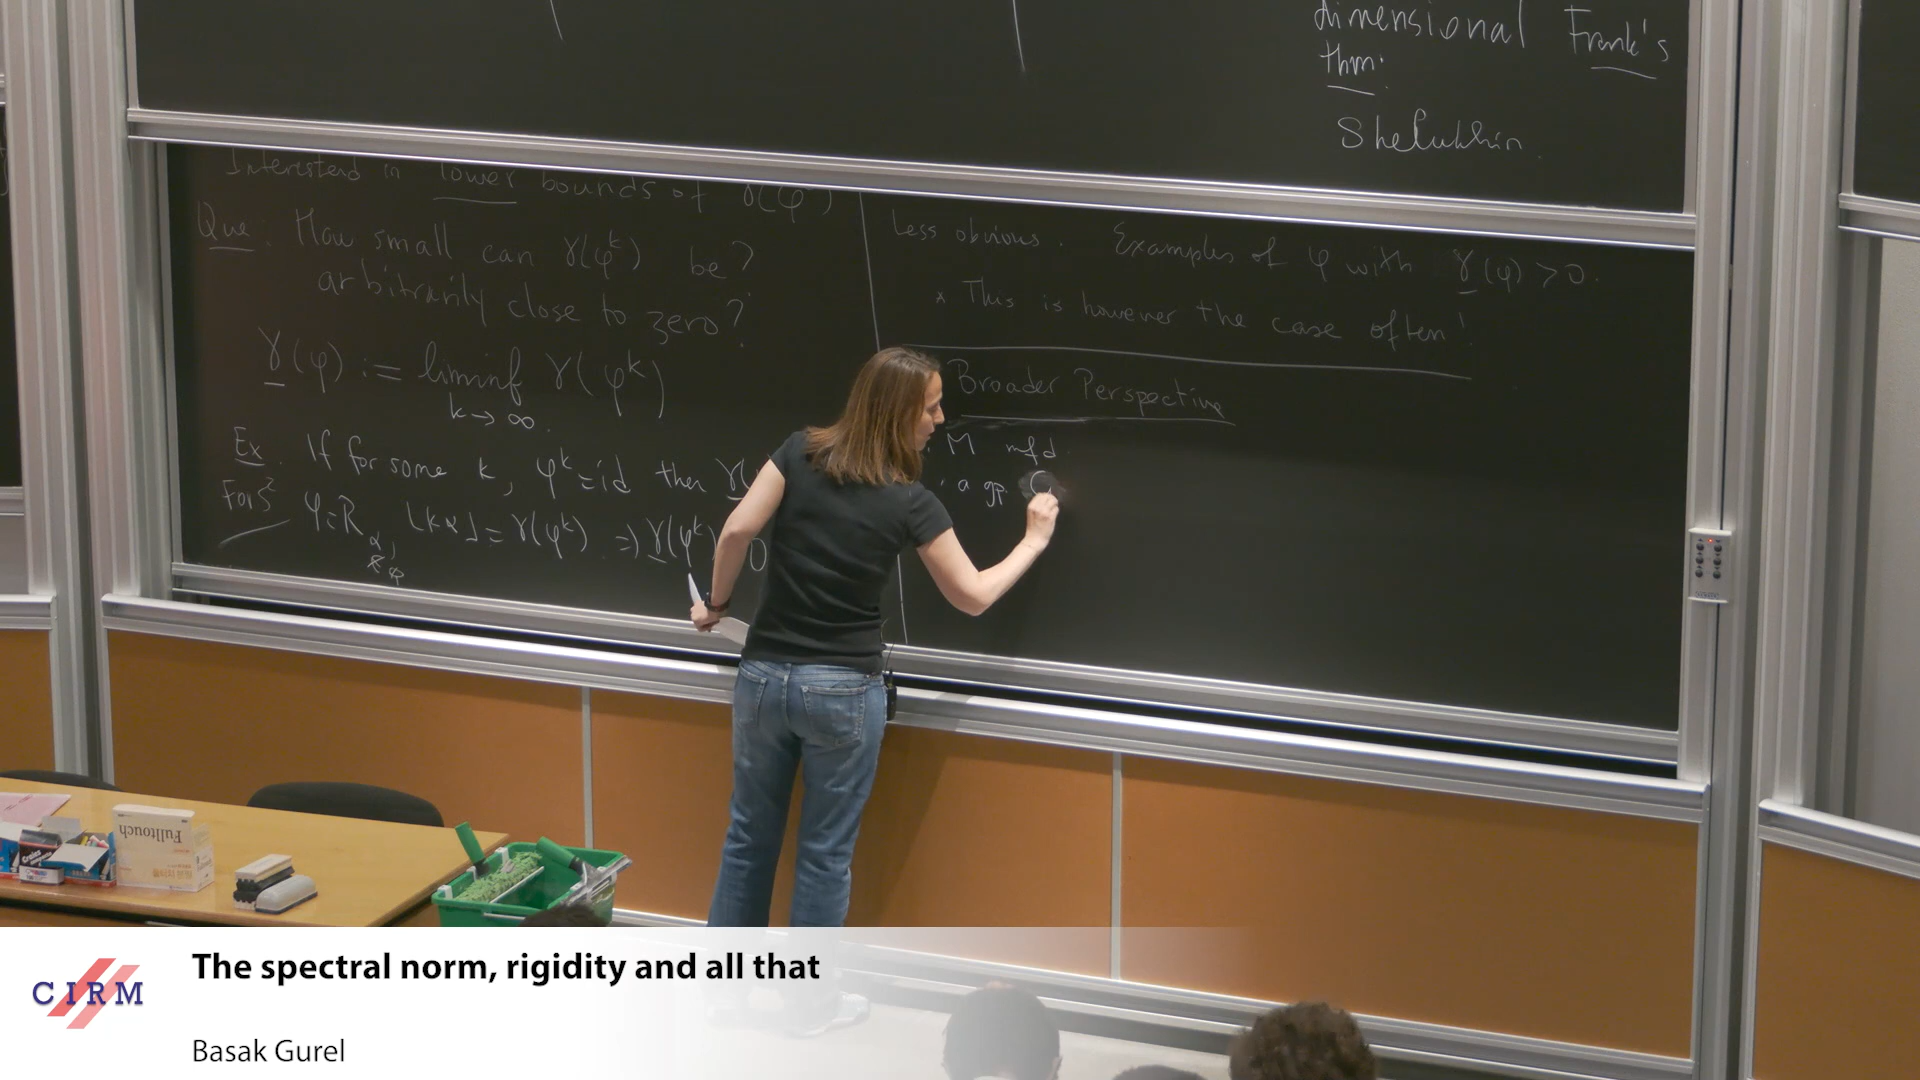 dimensional Frank's
thm:
Shelukhin
Interested in lower bounds of γ(φ)
Que: How small can γ(φ^k) be?
arbitrarily close to zero?
γ(φ) := liminf γ(φ^k)
k → ∞
Ex. If for some k, φ^k = id then γ(
For S²
φ = R_α, γ(φ^k) ⇒ γ(φ^k) 0
Less obvious. Examples of φ with γ(φ) > 0.
* This is however the case often!
Broader Perspective
· M mfd
· a gp.
Fulltouch
CIRM
The spectral norm, rigidity and all that
Basak Gurel